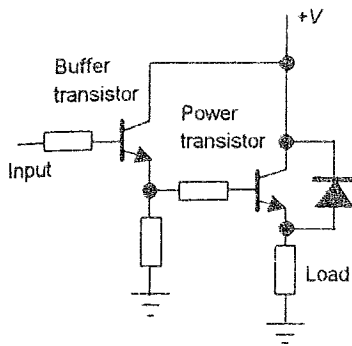 +V
Buffer
transistor
Power
transistor
Input
Load